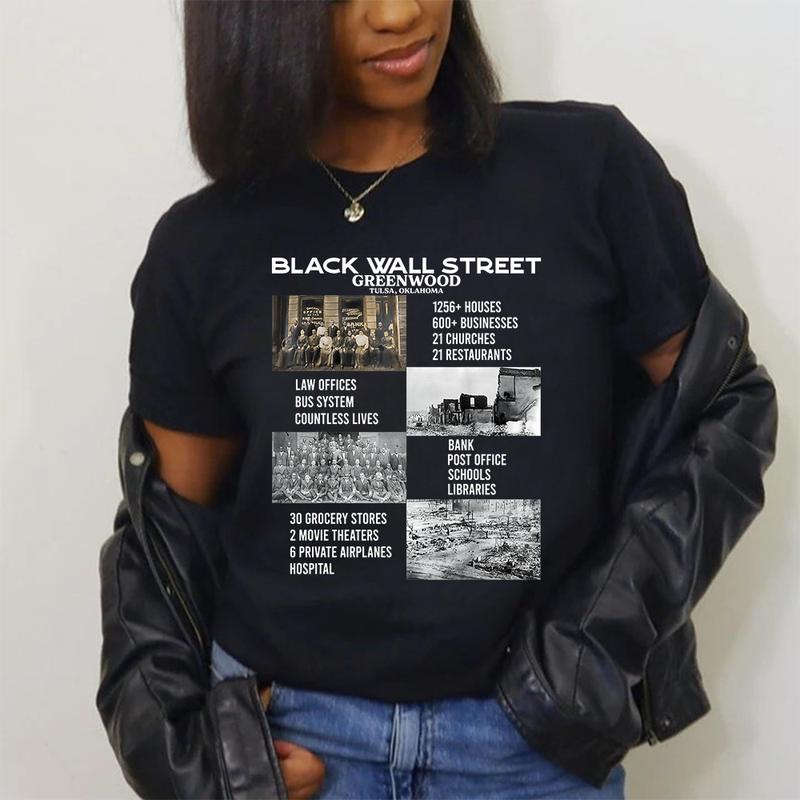 BLACK WALL STREET
GREENWOOD
TULSA, OKLAHOMA
1256+ HOUSES
600+ BUSINESSES
21 CHURCHES
21 RESTAURANTS
LAW OFFICES
BUS SYSTEM
COUNTLESS LIVES
BANK
POST OFFICE
SCHOOLS
LIBRARIES
30 GROCERY STORES
2 MOVIE THEATERS
6 PRIVATE AIRPLANES
HOSPITAL